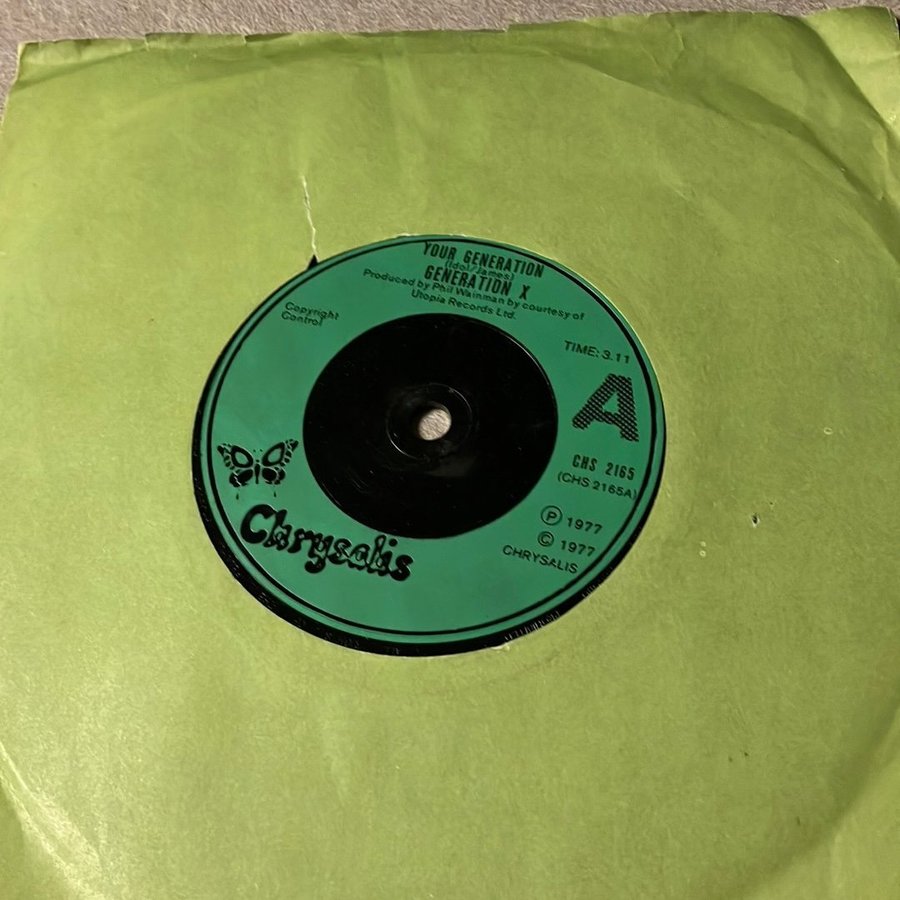 YOUR GENERATION
(Idol/James)
GENERATION X
Produced by Phil Wainman by courtesy of
Utopia Records Ltd.
Copyright
Control
TIME: 3.11
A
CHS 2165
(CHS 2165A)
Ⓟ 1977
© 1977
CHRYSALIS
Chrysalis